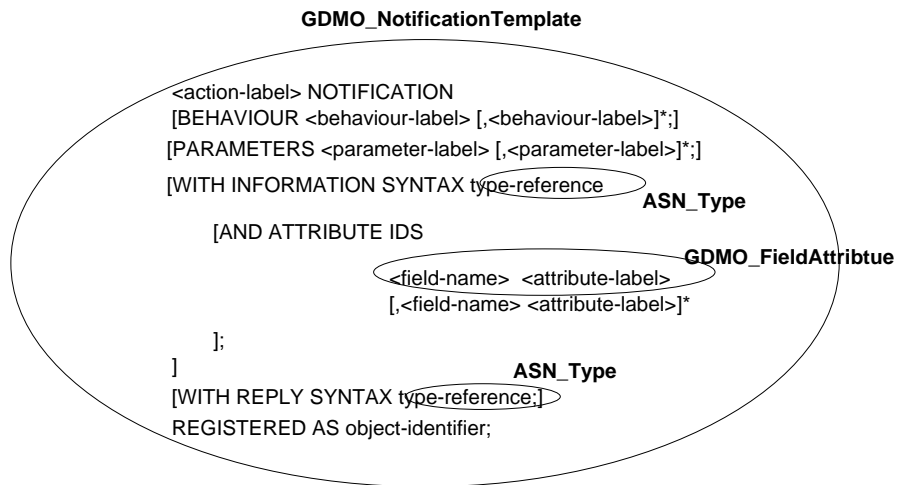 GDMO_NotificationTemplate
<action-label> NOTIFICATION
[BEHAVIOUR <behaviour-label> [,<behaviour-label>]*;]
[PARAMETERS <parameter-label> [,<parameter-label>]*;]
[WITH INFORMATION SYNTAX type-reference
ASN_Type
[AND ATTRIBUTE IDS
GDMO_FieldAttribtue
<field-name> <attribute-label>
[,<field-name> <attribute-label>]*
];
]
ASN_Type
[WITH REPLY SYNTAX type-reference;]
REGISTERED AS object-identifier;